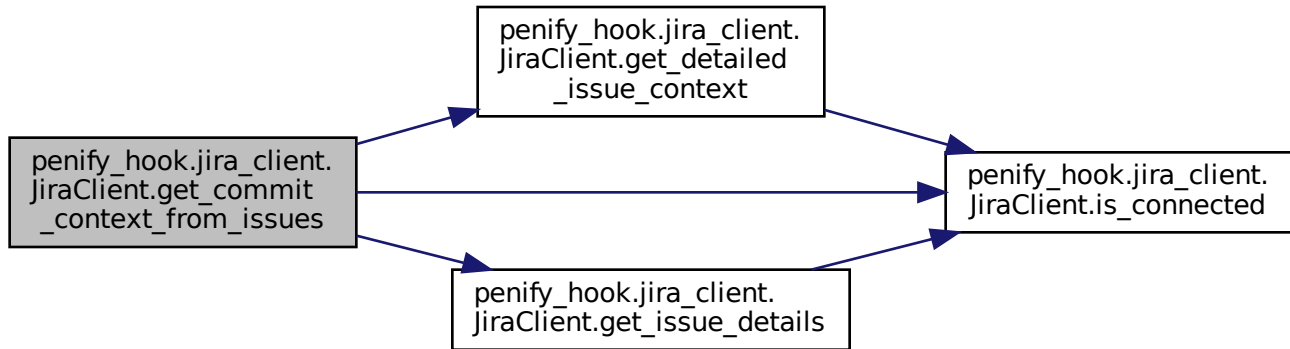 penify_hook.jira_client.
JiraClient.get_detailed
_issue_context
penify_hook.jira_client.
JiraClient.get_commit
_context_from_issues
penify_hook.jira_client.
JiraClient.is_connected
penify_hook.jira_client.
JiraClient.get_issue_details